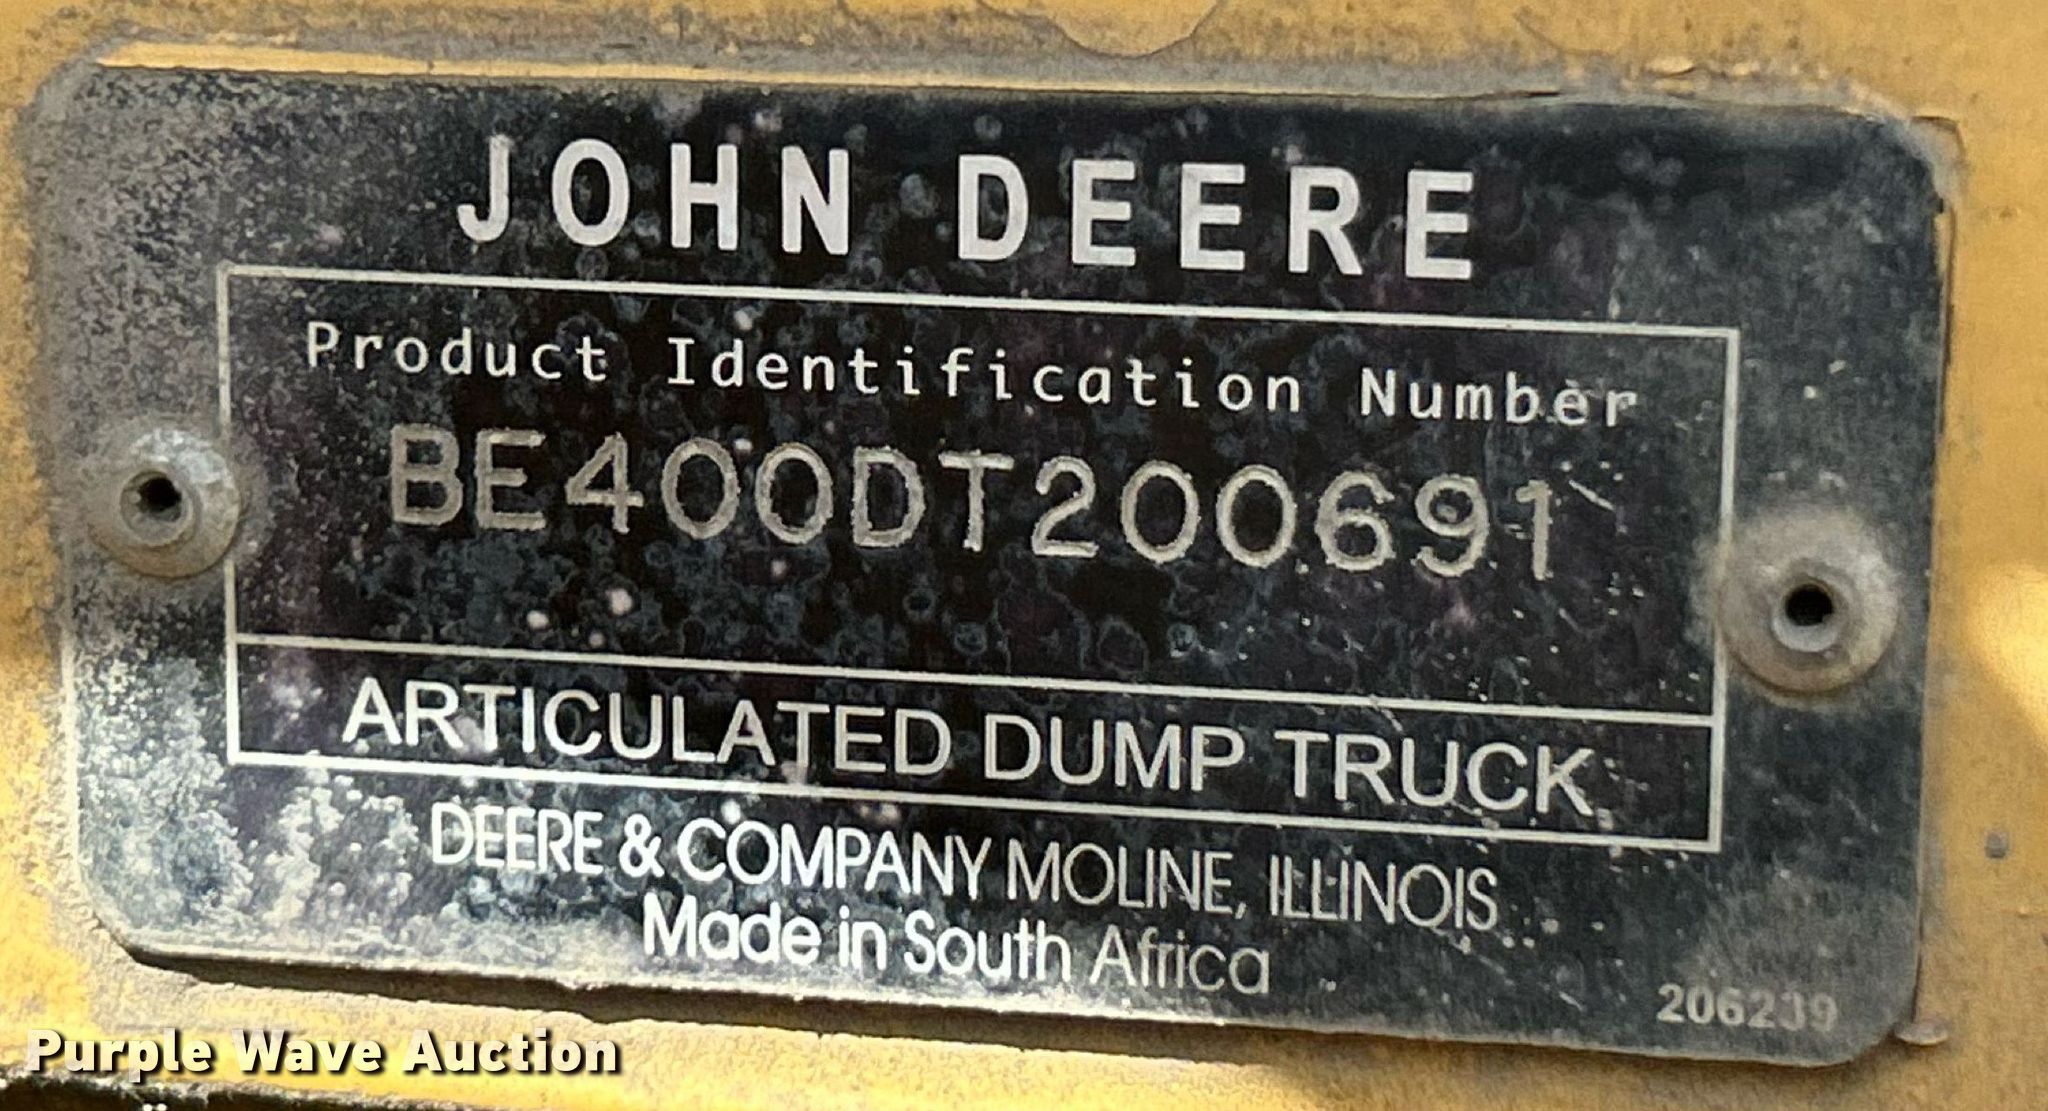 JOHN DEERE
Product Identification Number
BE400DT200691
ARTICULATED DUMP TRUCK
DEERE & COMPANY MOLINE, ILLINOIS
Made in South Africa
206239
Purple Wave Auction